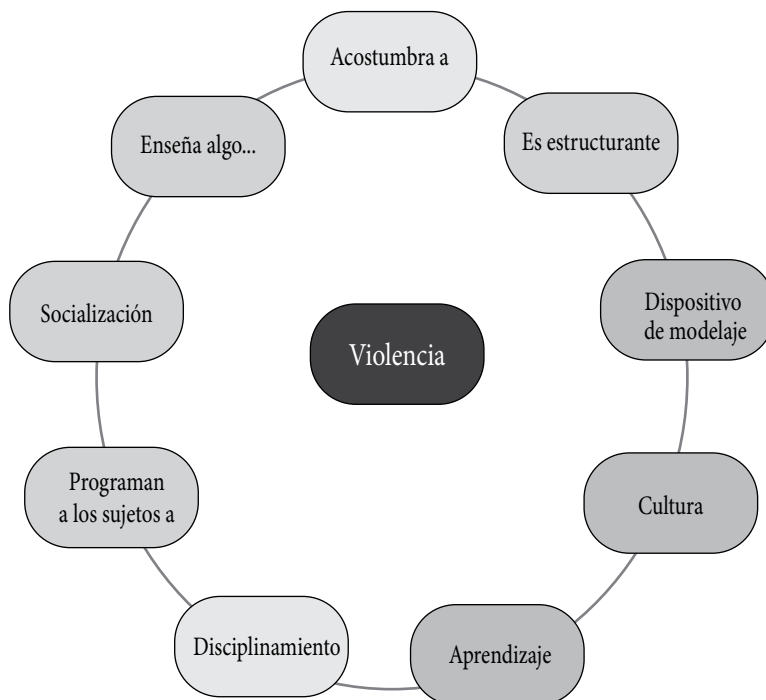 Acostumbra a
Es estructurante
Dispositivo
de modelaje
Cultura
Aprendizaje
Disciplinamiento
Programan
a los sujetos a
Socialización
Enseña algo...
Violencia